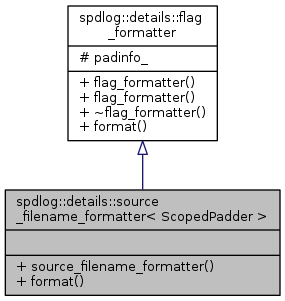 spdlog::details::flag
_formatter
# padinfo_
+ flag_formatter()
+ flag_formatter()
+ ~flag_formatter()
+ format()
spdlog::details::source
_filename_formatter< ScopedPadder >
+ source_filename_formatter()
+ format()